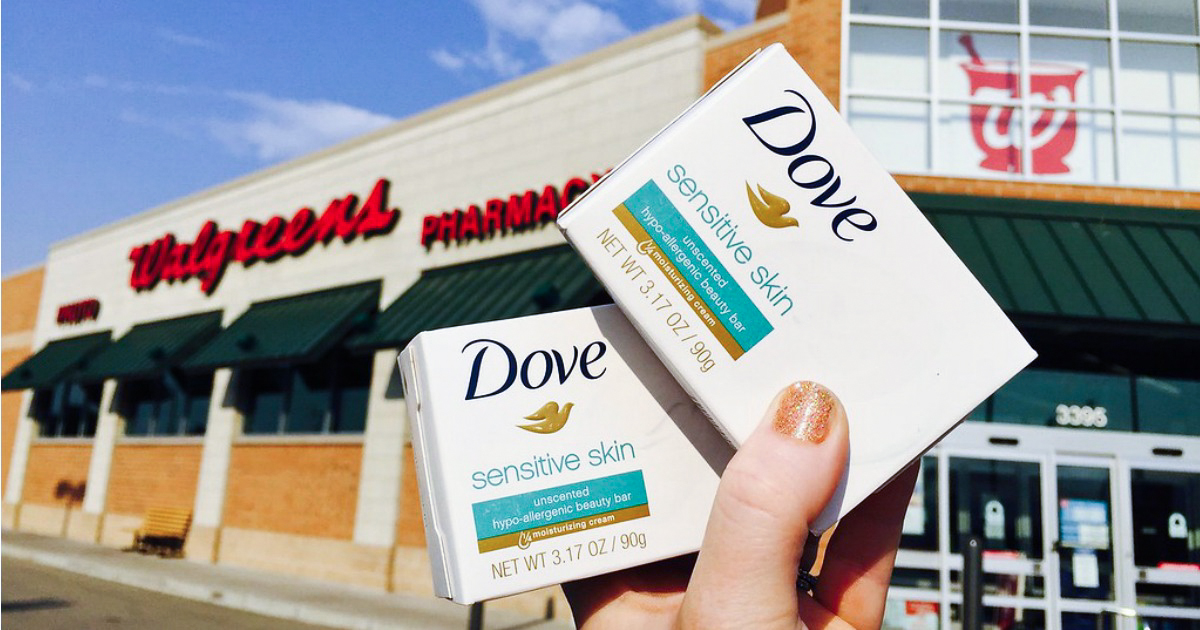 Walgreens
PHARMACY
PHOTO
W
3395
Dove
sensitive skin
unscented
hypo-allergenic beauty bar
1/4 moisturizing cream
NET WT 3.17 OZ / 90g
Dove
sensitive skin
unscented
hypo-allergenic beauty bar
1/4 moisturizing cream
NET WT 3.17 OZ / 90g